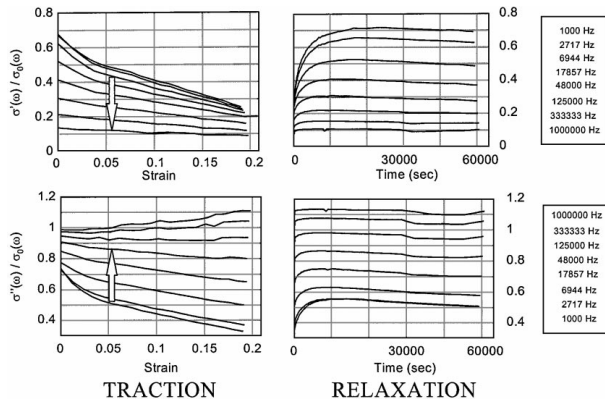 σ'(ω) / σ₀(ω)
0.8
0.6
0.4
0.2
0.0
0
0.05
0.1
0.15
0.2
Strain
0.8
0.6
0.4
0.2
0
30000
60000
Time (sec)
1000 Hz
2717 Hz
6944 Hz
17857 Hz
48000 Hz
125000 Hz
333333 Hz
1000000 Hz
σ''(ω) / σ₀(ω)
1.2
1
0.8
0.6
0.4
0
0.05
0.1
0.15
0.2
Strain
1.2
1
0.8
0.6
0.4
0
30000
60000
Time (sec)
1000000 Hz
333333 Hz
125000 Hz
48000 Hz
17857 Hz
6944 Hz
2717 Hz
1000 Hz
TRACTION
RELAXATION